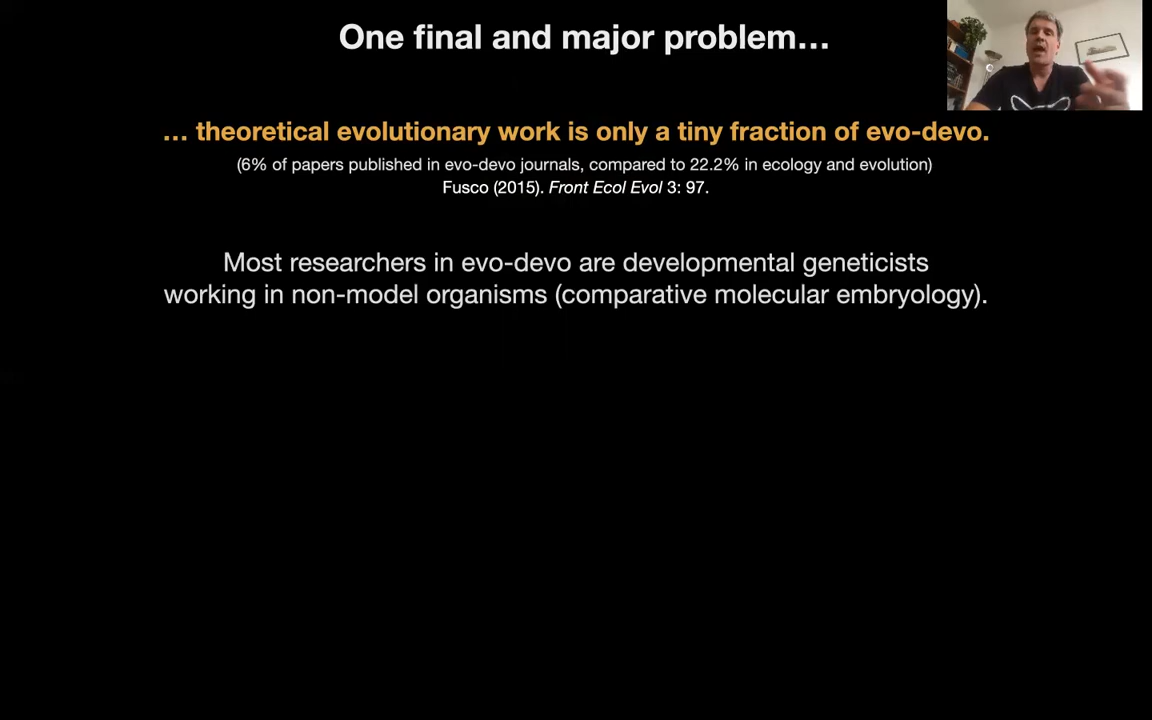 One final and major problem…
… theoretical evolutionary work is only a tiny fraction of evo-devo.
(6% of papers published in evo-devo journals, compared to 22.2% in ecology and evolution)
Fusco (2015). Front Ecol Evol 3: 97.
Most researchers in evo-devo are developmental geneticists
working in non-model organisms (comparative molecular embryology).